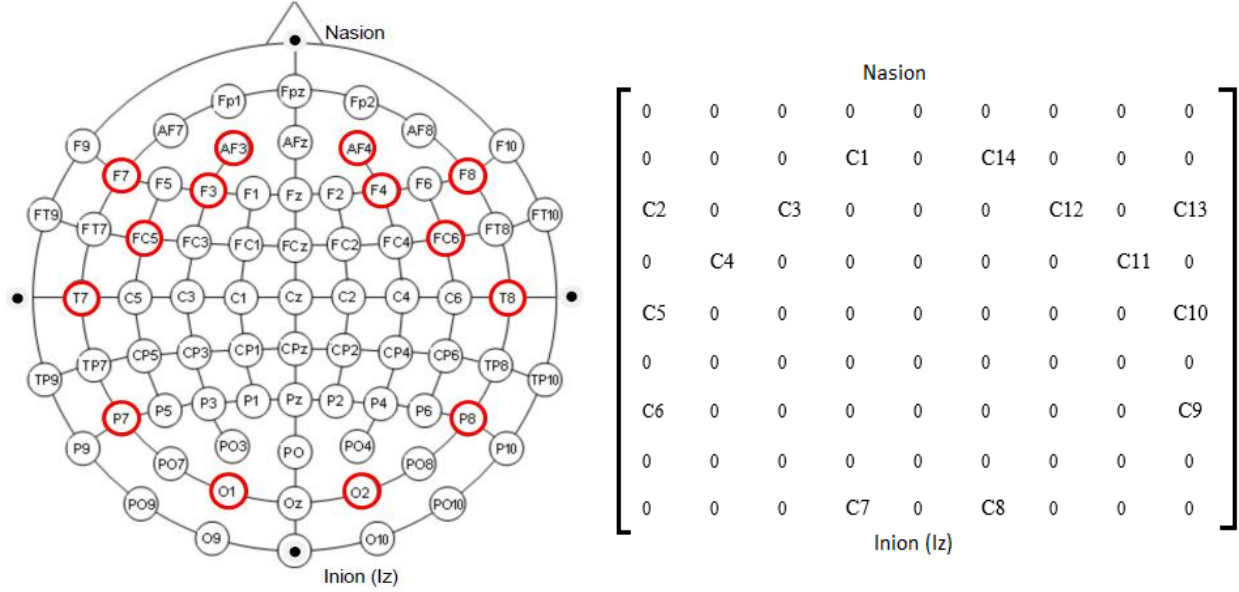 Nasion
Fp1 Fpz Fp2
AF7 AF8
F9 AF3 AFz AF4 F10
F7 F5 F3 F1 Fz F2 F4 F6 F8
FT9 FT7 FC5 FC3 FC1 FCz FC2 FC4 FC6 FT8 FT10
T7 C5 C3 C1 Cz C2 C4 C6 T8
TP9 TP7 CP5 CP3 CP1 CPz CP2 CP4 CP6 TP8 TP10
P7 P5 P3 P1 Pz P2 P4 P6 P8
P9 PO3 PO PO4 P10
PO7 PO8
PO9 O1 Oz O2 PO10
O9 O10
Inion (Iz)
Nasion
0 0 0 0 0 0 0 0 0
0 0 0 C1 0 C14 0 0 0
C2 0 C3 0 0 0 C12 0 C13
0 C4 0 0 0 0 0 C11 0
C5 0 0 0 0 0 0 0 C10
0 0 0 0 0 0 0 0 0
C6 0 0 0 0 0 0 0 C9
0 0 0 0 0 0 0 0 0
0 0 0 C7 0 C8 0 0 0
Inion (Iz)